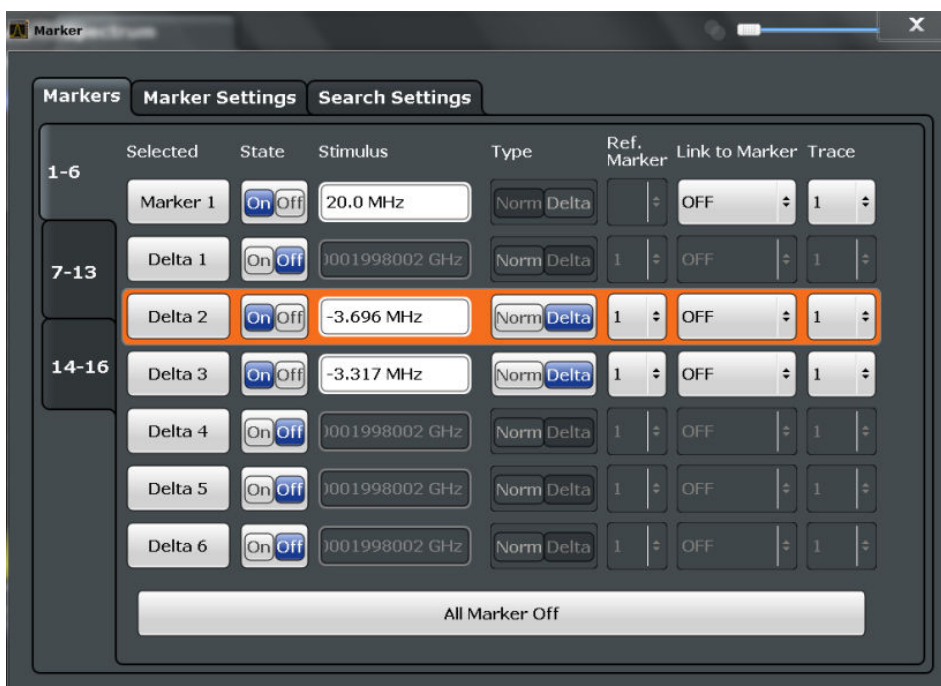 Marker
Markers Marker Settings Search Settings
1-6
7-13
14-16
Selected State Stimulus Type Ref. Marker Link to Marker Trace
Marker 1 On Off 20.0 MHz Norm Delta OFF 1
Delta 1 On Off 0001998002 GHz Norm Delta 1 OFF 1
Delta 2 On Off -3.696 MHz Norm Delta 1 OFF 1
Delta 3 On Off -3.317 MHz Norm Delta 1 OFF 1
Delta 4 On Off 0001998002 GHz Norm Delta 1 OFF 1
Delta 5 On Off 0001998002 GHz Norm Delta 1 OFF 1
Delta 6 On Off 0001998002 GHz Norm Delta 1 OFF 1
All Marker Off